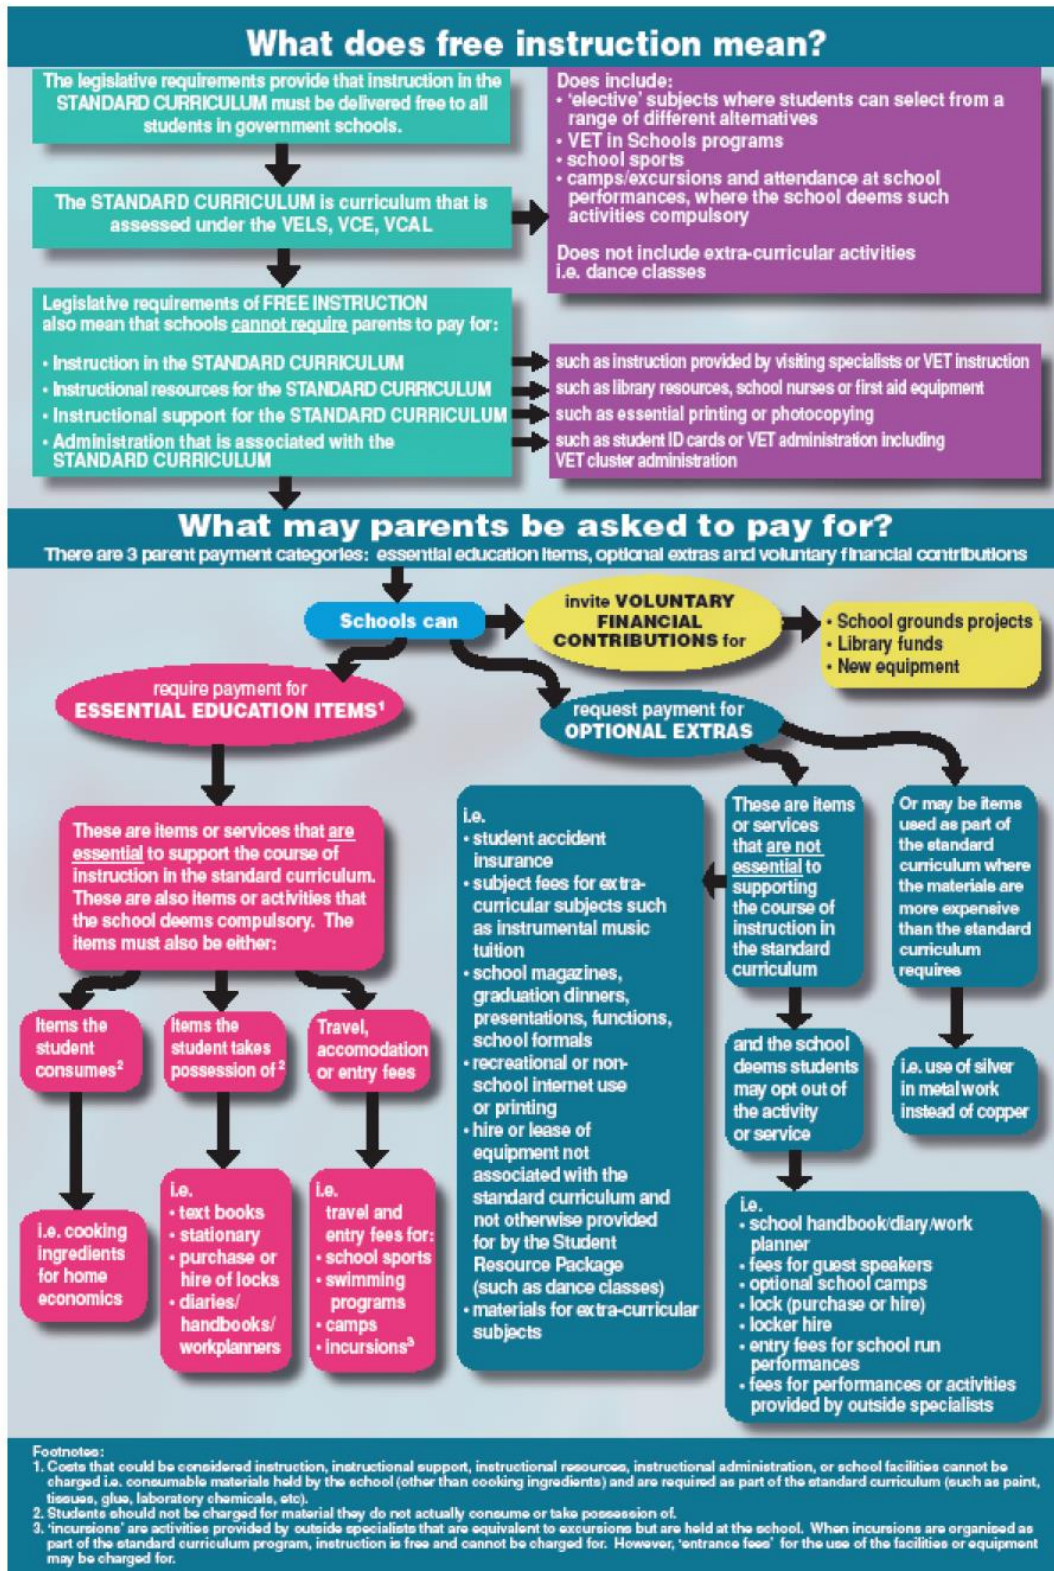 What does free instruction mean?
The legislative requirements provide that instruction in the
STANDARD CURRICULUM must be delivered free to all
students in government schools.
The STANDARD CURRICULUM is curriculum that is
assessed under the VELS, VCE, VCAL
Does include:
• ‘elective’ subjects where students can select from a
range of different alternatives
• VET in Schools programs
• school sports
• camps/excursions and attendance at school
performances, where the school deems such
activities compulsory
Does not include extra-curricular activities
i.e. dance classes
Legislative requirements of FREE INSTRUCTION
also mean that schools cannot require parents to pay for:
• Instruction in the STANDARD CURRICULUM
• Instructional resources for the STANDARD CURRICULUM
• Instructional support for the STANDARD CURRICULUM
• Administration that is associated with the
STANDARD CURRICULUM
such as instruction provided by visiting specialists or VET instruction
such as library resources, school nurses or first aid equipment
such as essential printing or photocopying
such as student ID cards or VET administration including
VET cluster administration
What may parents be asked to pay for?
There are 3 parent payment categories: essential education items, optional extras and voluntary financial contributions
Schools can
invite VOLUNTARY
FINANCIAL
CONTRIBUTIONS for
• School grounds projects
• Library funds
• New equipment
require payment for
ESSENTIAL EDUCATION ITEMS¹
request payment for
OPTIONAL EXTRAS
These are items or services that are
essential to support the course of
instruction in the standard curriculum.
These are also items or activities that
the school deems compulsory. The
items must also be either:
Items the
student
consumes²
Items the
student takes
possession of ²
Travel,
accomodation
or entry fees
i.e. cooking
ingredients
for home
economics
i.e.
• text books
• stationary
• purchase or
hire of locks
• diaries/
handbooks/
workplanners
i.e.
travel and
entry fees for:
• school sports
• swimming
programs
• camps
• incursions³
i.e.
• student accident
insurance
• subject fees for extra-
curricular subjects such
as instrumental music
tuition
• school magazines,
graduation dinners,
presentations, functions,
school formals
• recreational or non-
school internet use
or printing
• hire or lease of
equipment not
associated with the
standard curriculum and
not otherwise provided
for by the Student
Resource Package
(such as dance classes)
• materials for extra-curricular
subjects
These are items
or services
that are not
essential to
supporting
the course of
instruction in
the standard
curriculum
and the school
deems students
may opt out of
the activity
or service
i.e.
• school handbook/diary/work
planner
• fees for guest speakers
• optional school camps
• lock (purchase or hire)
• locker hire
• entry fees for school run
performances
• fees for performances or activities
provided by outside specialists
Or may be items
used as part of
the standard
curriculum where
the materials are
more expensive
than the standard
curriculum
requires
i.e. use of silver
in metal work
instead of copper
Footnotes:
1. Costs that could be considered instruction, instructional support, instructional resources, instructional administration, or school facilities cannot be
charged i.e. consumable materials held by the school (other than cooking ingredients) and are required as part of the standard curriculum (such as paint,
tissues, glue, laboratory chemicals, etc).
2. Students should not be charged for material they do not actually consume or take possession of.
3. ‘incursions’ are activities provided by outside specialists that are equivalent to excursions but are held at the school. When incursions are organised as
part of the standard curriculum program, instruction is free and cannot be charged for. However, ‘entrance fees’ for the use of the facilities or equipment
may be charged for.